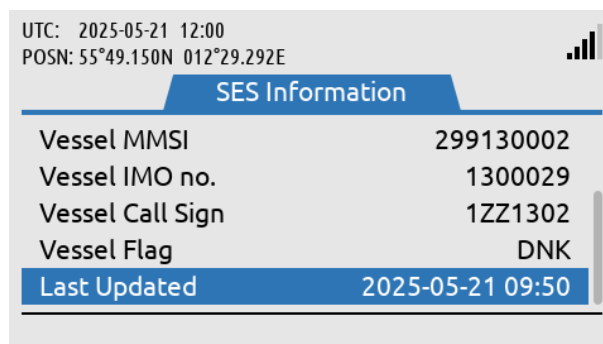 UTC: 2025-05-21 12:00
POSN: 55°49.150N 012°29.292E
SES Information
Vessel MMSI 299130002
Vessel IMO no. 1300029
Vessel Call Sign 1ZZ1302
Vessel Flag DNK
Last Updated 2025-05-21 09:50